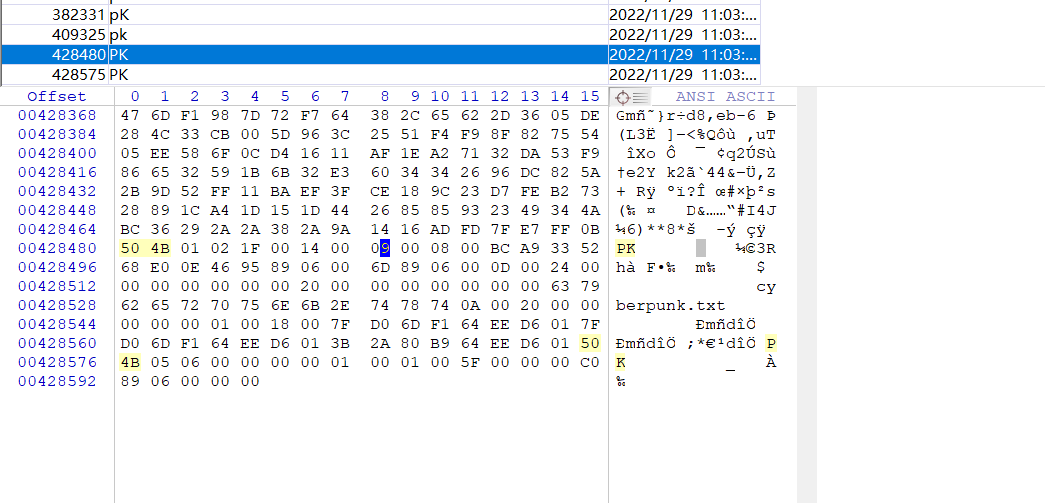 382331 pK 2022/11/29 11:03:...
409325 pk 2022/11/29 11:03:...
428480 PK 2022/11/29 11:03:...
428575 PK 2022/11/29 11:03:...
Offset 0 1 2 3 4 5 6 7 8 9 10 11 12 13 14 15 ANSI ASCII
00428368 47 6D F1 98 7D 72 F7 64 38 2C 65 62 2D 36 05 DE Gmñ˜}r÷d8,eb-6 Þ
00428384 28 4C 33 CB 00 5D 96 3C 25 51 F4 F9 8F 82 75 54 (L3Ë ]–<%Qôù ‚uT
00428400 05 EE 58 6F 0C D4 16 11 AF 1E A2 71 32 DA 53 F9 îXo Ô ¯ ¢q2ÚSù
00428416 86 65 32 59 1B 6B 32 E3 60 34 34 26 96 DC 82 5A †e2Y k2ã`44&–Ü‚Z
00428432 2B 9D 52 FF 11 BA EF 3F CE 18 9C 23 D7 FE B2 73 + Rÿ ºï?Î œ#×þ²s
00428448 28 89 1C A4 1D 15 1D 44 26 85 85 93 23 49 34 4A (‰ ¤ D&……“#I4J
00428464 BC 36 29 2A 2A 38 2A 9A 14 16 AD FD 7F E7 FF 0B ¼6)**8*š -ý çÿ
00428480 50 4B 01 02 1F 00 14 00 09 00 08 00 BC A9 33 52 PK ¼©3R
00428496 68 E0 0E 46 95 89 06 00 6D 89 06 00 0D 00 24 00 hà F•‰ m‰ $
00428512 00 00 00 00 00 00 20 00 00 00 00 00 00 00 63 79 cy
00428528 62 65 72 70 75 6E 6B 2E 74 78 74 0A 00 20 00 00 berpunk.txt
00428544 00 00 00 01 00 18 00 7F D0 6D F1 64 EE D6 01 7F ÐmñdîÖ
00428560 D0 6D F1 64 EE D6 01 3B 2A 80 B9 64 EE D6 01 50 ÐmñdîÖ ;*€¹dîÖ P
00428576 4B 05 06 00 00 00 00 01 00 01 00 5F 00 00 00 C0 K _ À
00428592 89 06 00 00 00 ‰